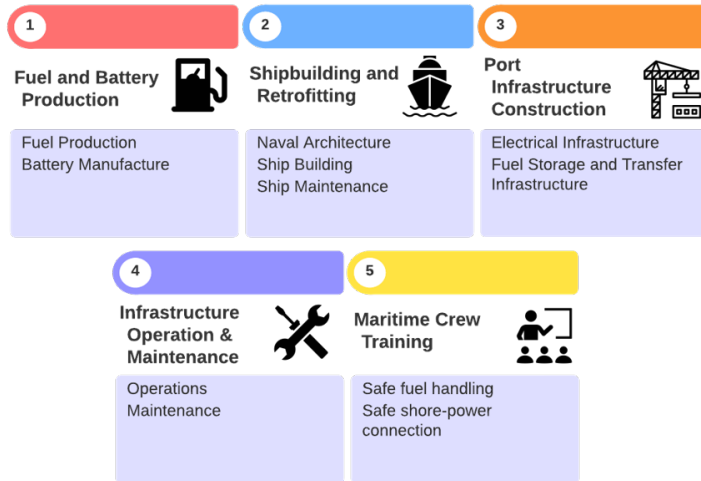 1
Fuel and Battery
Production
Fuel Production
Battery Manufacture
2
Shipbuilding and
Retrofitting
Naval Architecture
Ship Building
Ship Maintenance
3
Port
Infrastructure
Construction
Electrical Infrastructure
Fuel Storage and Transfer
Infrastructure
4
Infrastructure
Operation &
Maintenance
Operations
Maintenance
5
Maritime Crew
Training
Safe fuel handling
Safe shore-power
connection